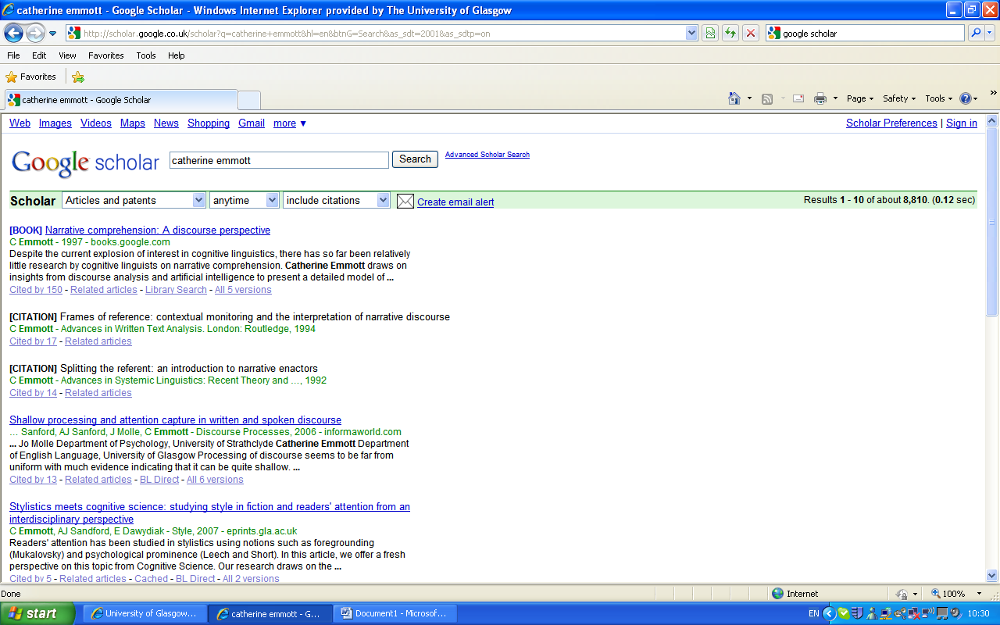 catherine emmott - Google Scholar - Windows Internet Explorer provided by The University of Glasgow
http://scholar.google.co.uk/scholar?q=catherine+emmott&hl=en&btnG=Search&as_sdt=2001&as_sdtp=on google scholar
File Edit View Favorites Tools Help
Favorites
catherine emmott - Google Scholar Page Safety Tools »
Web Images Videos Maps News Shopping Gmail more ▼ Scholar Preferences | Sign in
Google scholar catherine emmott Search Advanced Scholar Search
Scholar Articles and patents anytime include citations Create email alert Results 1 - 10 of about 8,810. (0.12 sec)
[BOOK] Narrative comprehension: A discourse perspective
C Emmott - 1997 - books.google.com
Despite the current explosion of interest in cognitive linguistics, there has so far been relatively
little research by cognitive linguists on narrative comprehension. Catherine Emmott draws on
insights from discourse analysis and artificial intelligence to present a detailed model of ...
Cited by 150 - Related articles - Library Search - All 5 versions
[CITATION] Frames of reference: contextual monitoring and the interpretation of narrative discourse
C Emmott - Advances in Written Text Analysis. London: Routledge, 1994
Cited by 17 - Related articles
[CITATION] Splitting the referent: an introduction to narrative enactors
C Emmott - Advances in Systemic Linguistics: Recent Theory and …, 1992
Cited by 14 - Related articles
Shallow processing and attention capture in written and spoken discourse
… Sanford, AJ Sanford, J Molle, C Emmott - Discourse Processes, 2006 - informaworld.com
... Jo Molle Department of Psychology, University of Strathclyde Catherine Emmott Department
of English Language, University of Glasgow Processing of discourse seems to be far from
uniform with much evidence indicating that it can be quite shallow. ...
Cited by 13 - Related articles - BL Direct - All 6 versions
Stylistics meets cognitive science: studying style in fiction and readers' attention from an
interdisciplinary perspective
C Emmott, AJ Sandford, E Dawydiak - Style, 2007 - eprints.gla.ac.uk
Readers' attention has been studied in stylistics using notions such as foregrounding
(Mukalovsky) and psychological prominence (Leech and Short). In this article, we offer a fresh
perspective on this topic from Cognitive Science. Our research draws on the ...
Cited by 5 - Related articles - Cached - BL Direct - All 2 versions
Done Internet 100%
start University of Glasgow... catherine emmott - G... Document1 - Microsof... EN 10:30